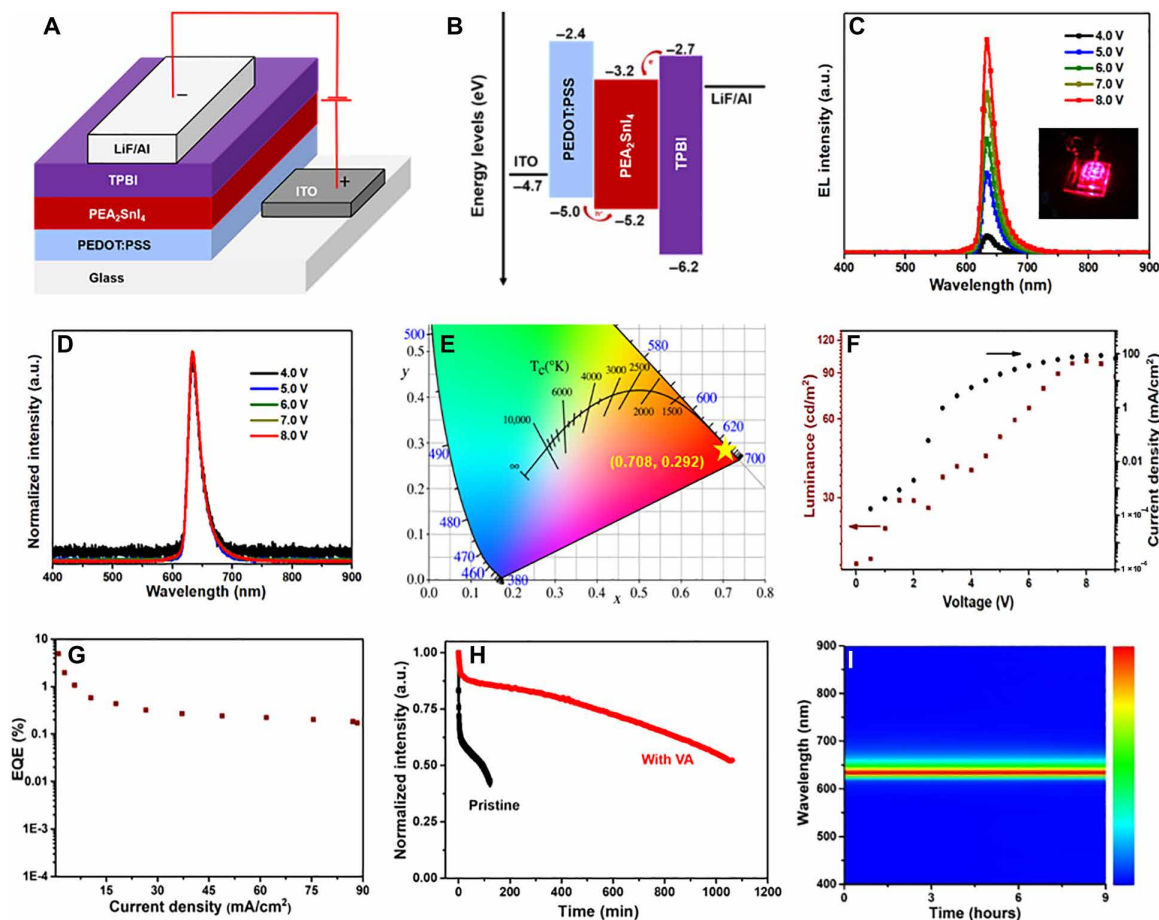 A
LiF/Al
TPBI
PEA₂SnI₄
PEDOT:PSS
Glass
ITO
−
+
B
Energy levels (eV)
−2.4
−2.7
−3.2
e⁻
LiF/Al
ITO
−4.7
PEDOT:PSS
PEA₂SnI₄
TPBI
−5.0
h⁺
−5.2
−6.2
C
EL intensity (a.u.)
4.0 V
5.0 V
6.0 V
7.0 V
8.0 V
400 500 600 700 800 900
Wavelength (nm)
D
Normalized intensity (a.u.)
4.0 V
5.0 V
6.0 V
7.0 V
8.0 V
400 500 600 700 800 900
Wavelength (nm)
E
y
0.5
0.4
0.3
0.2
0.1
0.0
500
490
480
470
460
380
580
600
620
700
T_c(°K)
10,000
6000
4000
3000
2500
2000
1500
∞
(0.708, 0.292)
0.0 0.1 0.2 0.3 0.4 0.5 0.6 0.7 0.8
x
F
Luminance (cd/m²)
120
90
60
30
100
1
0.01
1×10⁻⁴
1×10⁻⁶
Current density (mA/cm²)
0 2 4 6 8
Voltage (V)
G
EQE (%)
10
1
0.1
0.01
1E-3
1E-4
15 30 45 60 75 90
Current density (mA/cm²)
H
Normalized intensity (a.u.)
1.00
0.75
0.50
0.25
0.00
With VA
Pristine
0 200 400 600 800 1000 1200
Time (min)
I
Wavelength (nm)
900
800
700
600
500
400
0 3 6 9
Time (hours)